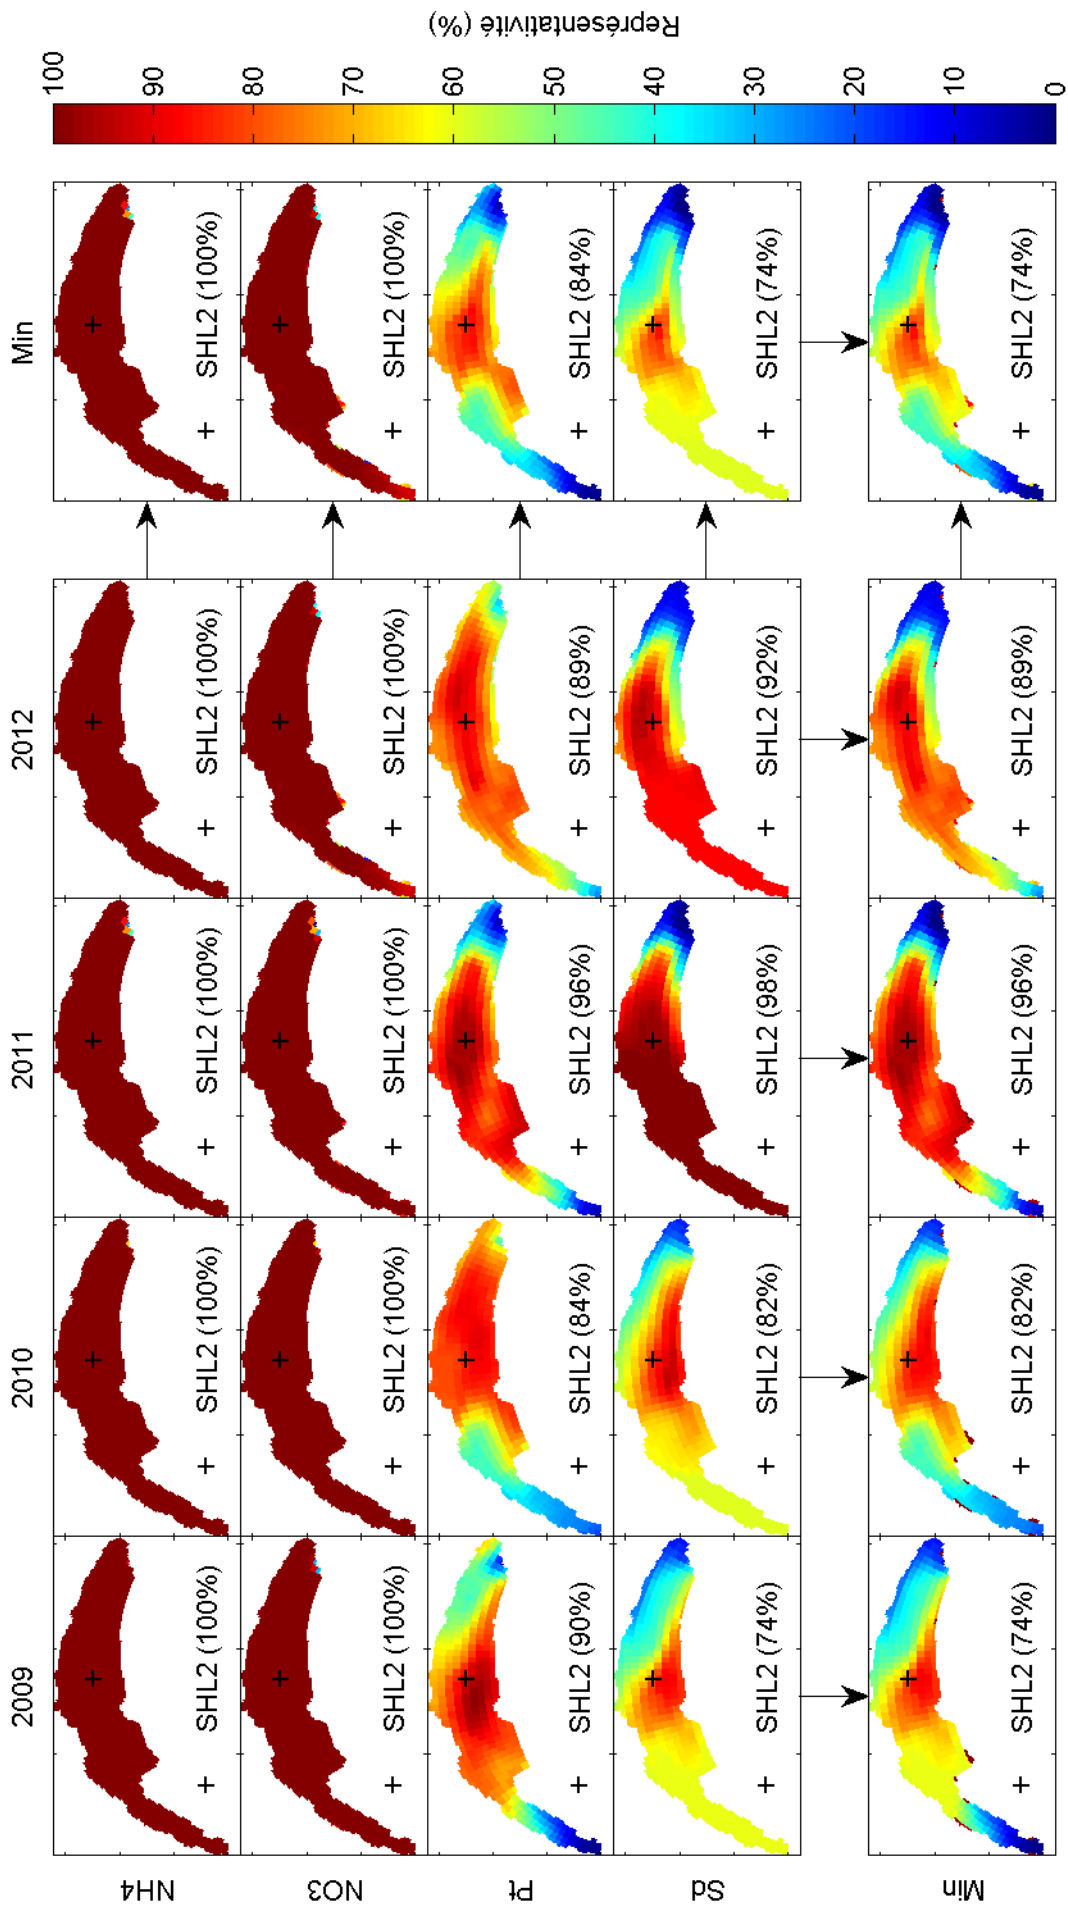 2009
2010
2011
2012
Min
NH4
SHL2 (100%)
SHL2 (100%)
SHL2 (100%)
SHL2 (100%)
SHL2 (100%)
NO3
SHL2 (100%)
SHL2 (100%)
SHL2 (100%)
SHL2 (100%)
SHL2 (100%)
Pt
SHL2 (90%)
SHL2 (84%)
SHL2 (96%)
SHL2 (89%)
SHL2 (84%)
Sd
SHL2 (74%)
SHL2 (82%)
SHL2 (98%)
SHL2 (92%)
SHL2 (74%)
Min
SHL2 (74%)
SHL2 (82%)
SHL2 (96%)
SHL2 (89%)
SHL2 (74%)
100
90
80
70
60
50
40
30
20
10
0
Représentativité (%)